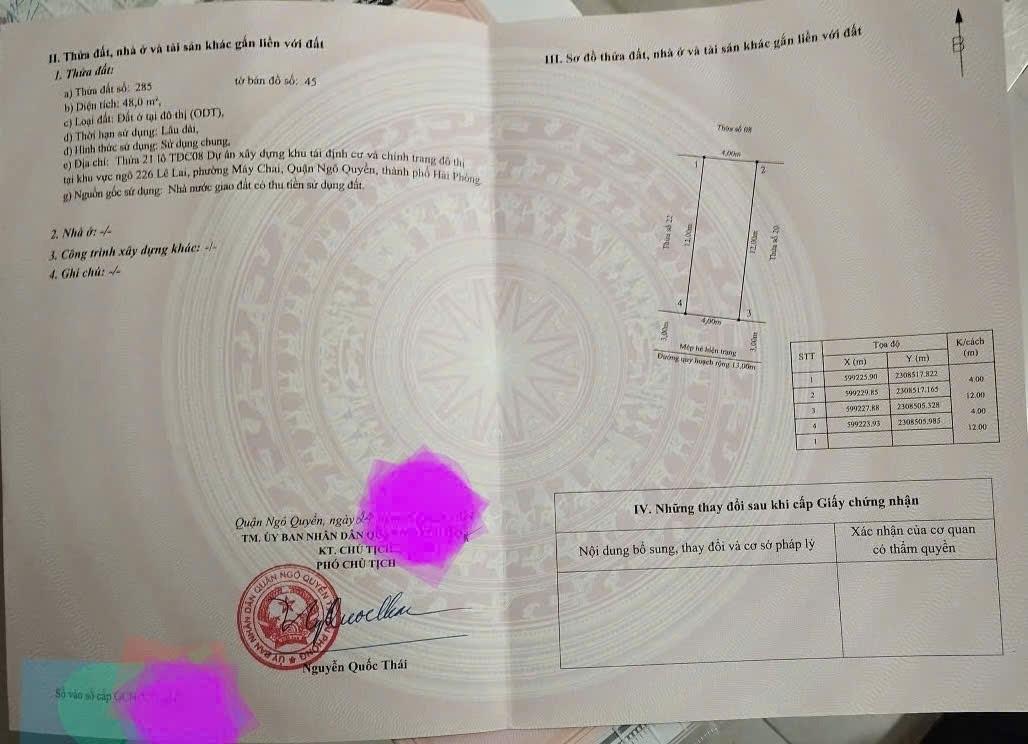 II. Thửa đất, nhà ở và tài sản khác gắn liền với đất
1. Thửa đất:
a) Thửa đất số: 285 tờ bản đồ số: 45
b) Diện tích: 48,0 m²,
c) Loại đất: Đất ở tại đô thị (ODT),
d) Thời hạn sử dụng: Lâu dài,
đ) Hình thức sử dụng: Sử dụng chung,
e) Địa chỉ: Thửa 21 lô TDC08 Dự án xây dựng khu tái định cư và chỉnh trang đô thị
tại khu vực ngõ 226 Lê Lai, phường Máy Chai, Quận Ngô Quyền, thành phố Hải Phòng
g) Nguồn gốc sử dụng: Nhà nước giao đất có thu tiền sử dụng đất.
2. Nhà ở: -/-
3. Công trình xây dựng khác: -/-
4. Ghi chú: -/-
Quận Ngô Quyền, ngày
TM. ỦY BAN NHÂN DÂN
KT. CHỦ TỊCH
PHÓ CHỦ TỊCH
Nguyễn Quốc Thái
Số vào sổ cấp GCN
III. Sơ đồ thửa đất, nhà ở và tài sản khác gắn liền với đất
B
Thửa số 08
4,00m
1
2
Thửa số 22
12,00m
12,00m
Thửa số 20
4
3
4,00m
3,00m
3,00m
Mép hè hiện trạng
Đường quy hoạch rộng 13,00m
STT Tọa độ K/cách
X (m) Y (m) (m)
1 599225.90 2308517.822
4.00
2 599229.85 2308517.165
12.00
3 599227.88 2308505.328
4.00
4 599223.93 2308505.985
12.00
1
IV. Những thay đổi sau khi cấp Giấy chứng nhận
Nội dung bổ sung, thay đổi và cơ sở pháp lý
Xác nhận của cơ quan
có thẩm quyền